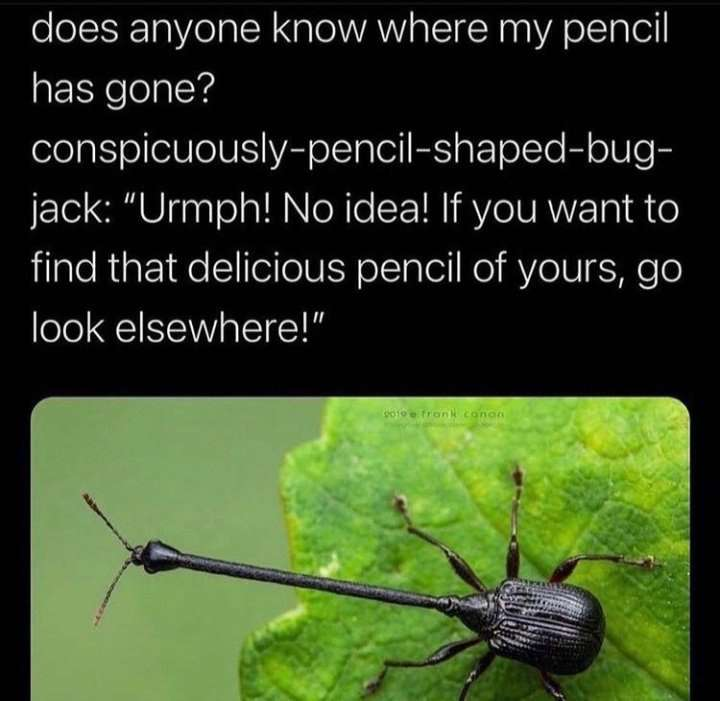 does anyone know where my pencil
has gone?
conspicuously-pencil-shaped-bug-
jack: “Urmph! No idea! If you want to
find that delicious pencil of yours, go
look elsewhere!”
2019 © frank canon